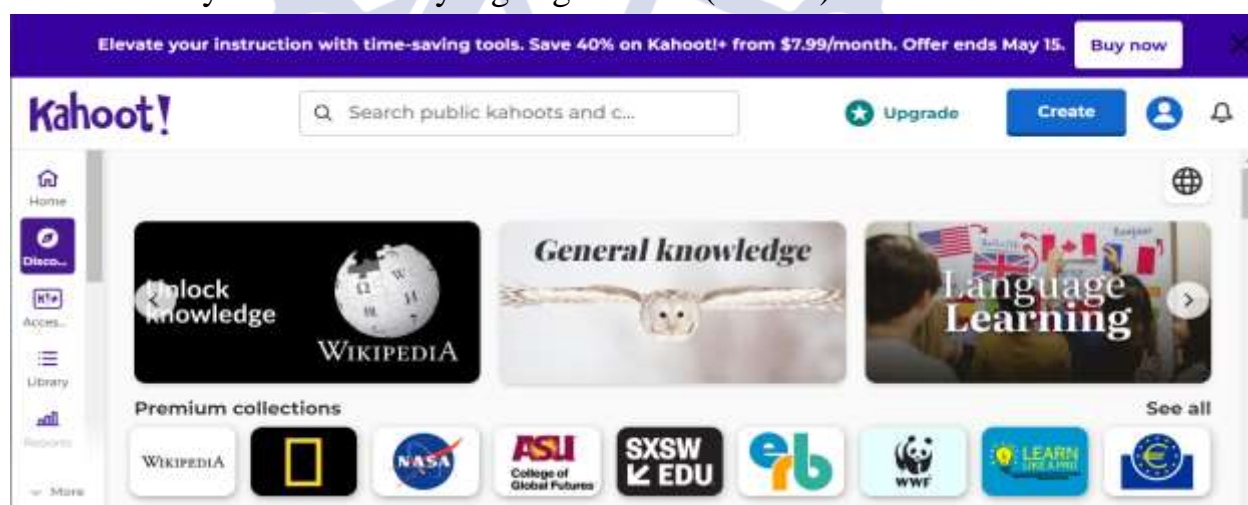 Elevate your instruction with time-saving tools. Save 40% on Kahoot!+ from $7.99/month. Offer ends May 15. Buy now
Kahoot!
Search public kahoots and c...
Upgrade
Create
Home
Disco...
Acces...
Library
Reports
More
Unlock
knowledge
WIKIPEDIA
General knowledge
Language
Learning
Premium collections
See all
WIKIPEDIA
NASA
ASU
College of
Global Futures
SXSW
EDU
erb
WWF
LEARN
LIKE A PRO